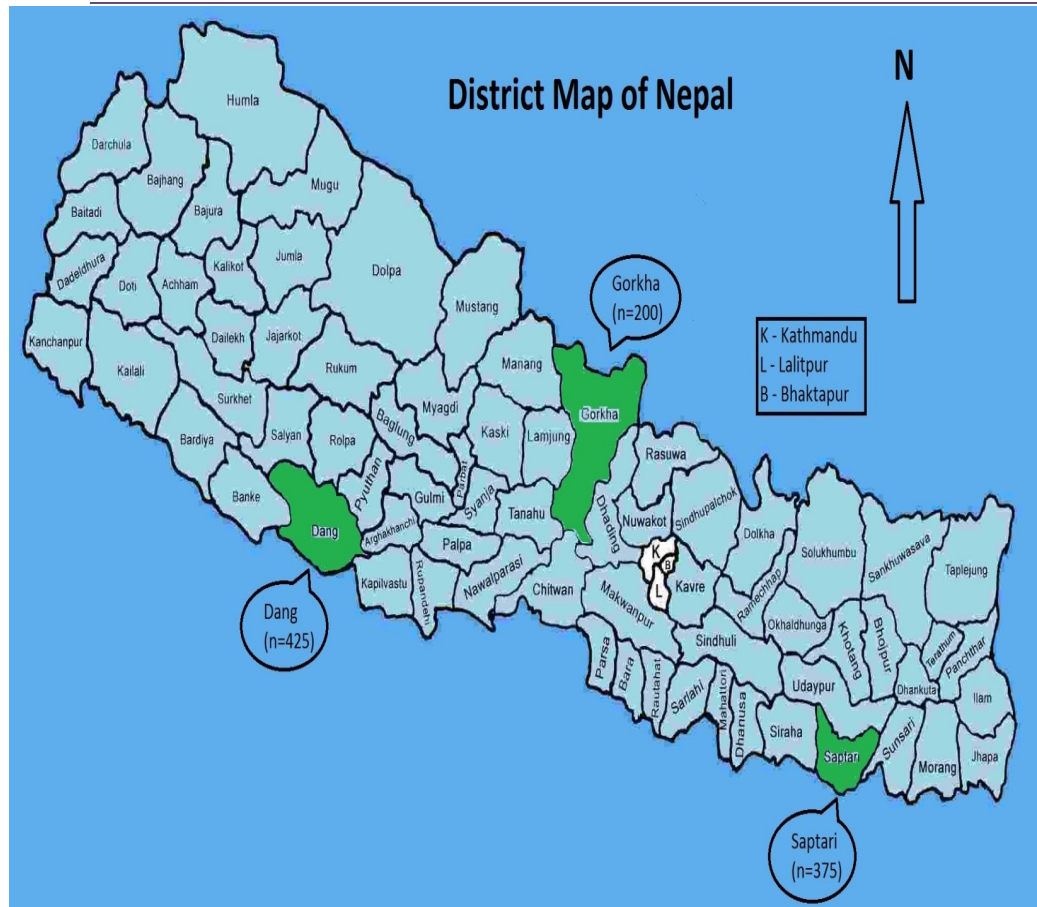 District Map of Nepal
N
Humla
Darchula
Bajhang
Mugu
Baitadi
Bajura
Dadeldhura
Doti
Achham
Kalikot
Jumla
Dolpa
Mustang
Gorkha
(n=200)
K - Kathmandu
L - Lalitpur
B - Bhaktapur
Kanchanpur
Kailali
Dailekh
Jajarkot
Rukum
Manang
Surkhet
Bardiya
Salyan
Rolpa
Baglung
Myagdi
Kaski
Lamjung
Gorkha
Rasuwa
Banke
Dang
Pyuthan
Gulmi
Parbat
Syanja
Tanahu
Dhading
Nuwakot
Sindhupalchok
Arghakhanchi
Palpa
Dolkha
Solukhumbu
Sankhuwasava
Taplejung
Kapilvastu
Rupandehi
Nawalparasi
Chitwan
Makwanpur
K
B
L
Kavre
Ramechhap
Okhaldhunga
Khotang
Bhojpur
Terathum
Panchthar
Dang
(n=425)
Sindhuli
Parsa
Bara
Rautahat
Sarlahi
Mahattori
Dhanusa
Siraha
Udaypur
Dhankuta
Ilam
Saptari
Sunsari
Morang
Jhapa
Saptari
(n=375)